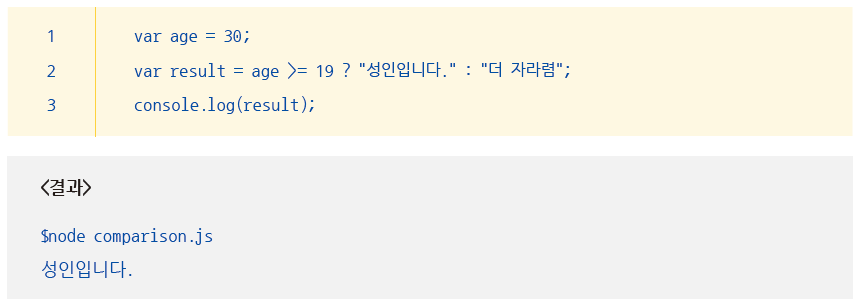 1 var age = 30;
2 var result = age >= 19 ? "성인입니다." : "더 자라렴";
3 console.log(result);
<결과>
$node comparison.js
성인입니다.